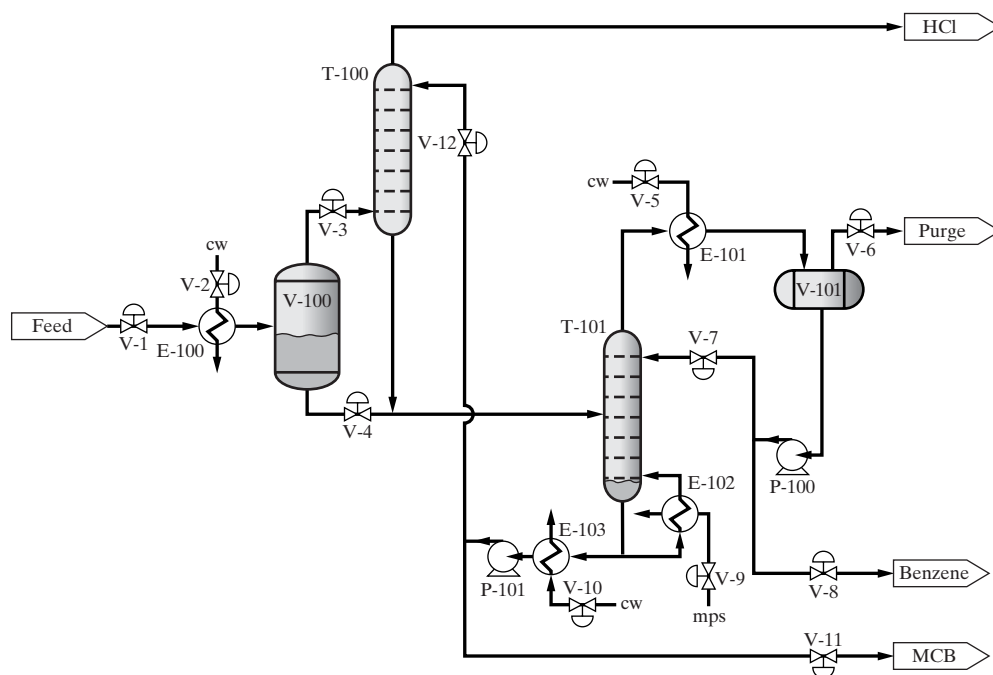 HCl
T-100
V-12
cw
V-5
V-3
E-101
V-6
Purge
cw
V-2
V-100
V-101
Feed
V-1
E-100
T-101
V-7
V-4
P-100
E-102
E-103
P-101
V-10
cw
V-9
mps
V-8
Benzene
V-11
MCB